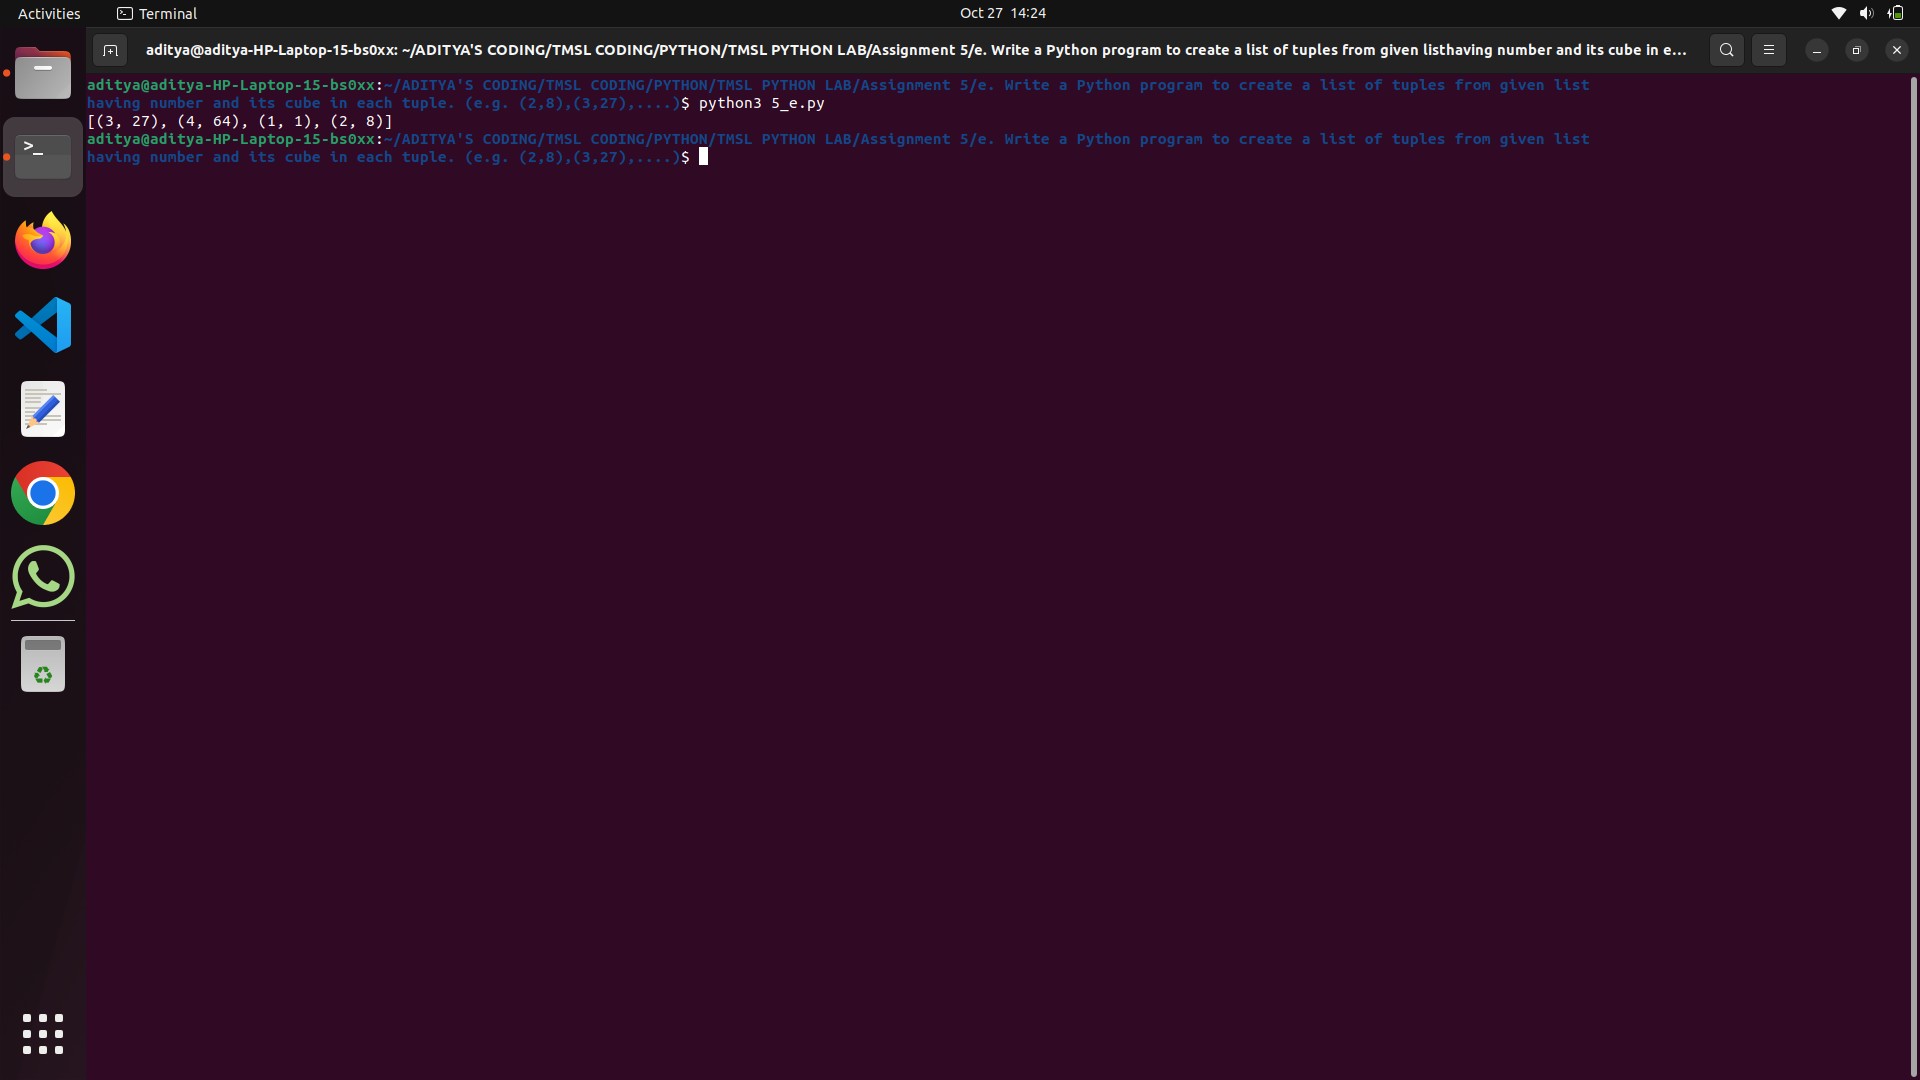 Activities Terminal Oct 27 14:24
aditya@aditya-HP-Laptop-15-bs0xx: ~/ADITYA'S CODING/TMSL CODING/PYTHON/TMSL PYTHON LAB/Assignment 5/e. Write a Python program to create a list of tuples from given listhaving number and its cube in e...
aditya@aditya-HP-Laptop-15-bs0xx:~/ADITYA'S CODING/TMSL CODING/PYTHON/TMSL PYTHON LAB/Assignment 5/e. Write a Python program to create a list of tuples from given list
having number and its cube in each tuple. (e.g. (2,8),(3,27),....)$ python3 5_e.py
[(3, 27), (4, 64), (1, 1), (2, 8)]
aditya@aditya-HP-Laptop-15-bs0xx:~/ADITYA'S CODING/TMSL CODING/PYTHON/TMSL PYTHON LAB/Assignment 5/e. Write a Python program to create a list of tuples from given list
having number and its cube in each tuple. (e.g. (2,8),(3,27),....)$